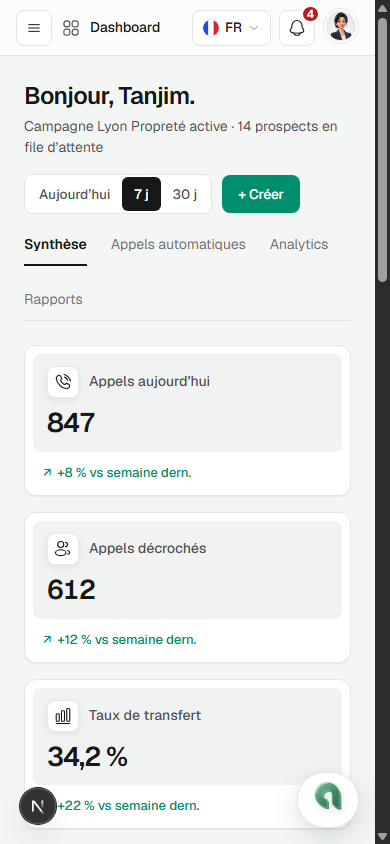 Dashboard
FR
4
Bonjour, Tanjim.
Campagne Lyon Propreté active · 14 prospects en
file d'attente
Aujourd'hui 7 j 30 j + Créer
Synthèse Appels automatiques Analytics
Rapports
Appels aujourd'hui
847
+8 % vs semaine dern.
Appels décrochés
612
+12 % vs semaine dern.
Taux de transfert
34,2 %
N
+22 % vs semaine dern.